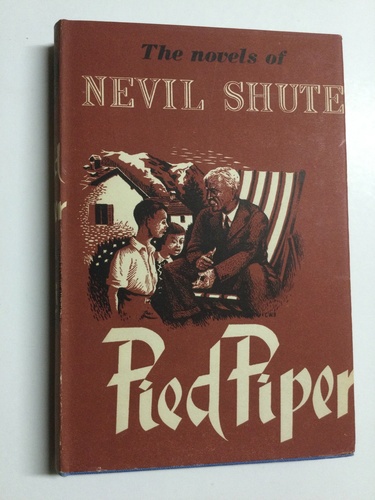 The novels of
NEVIL SHUTE
Pied Piper
r